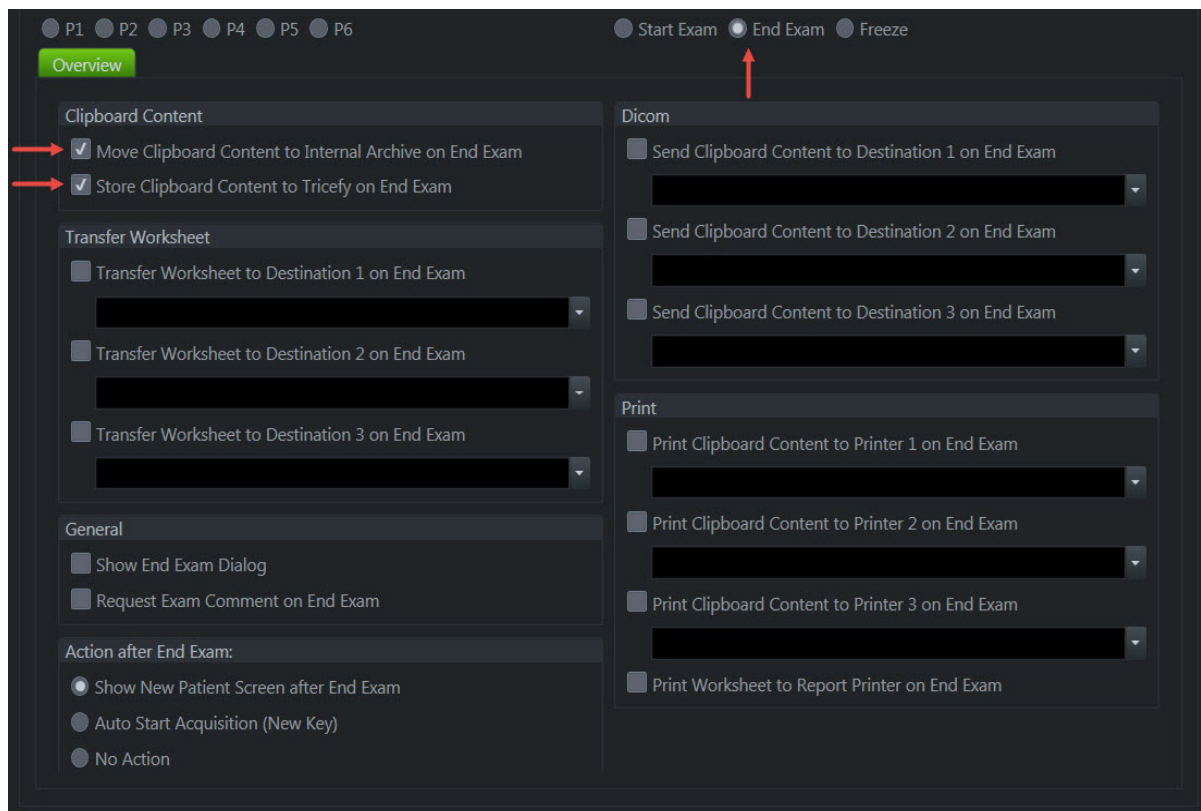 P1 P2 P3 P4 P5 P6
Start Exam End Exam Freeze
Overview
Clipboard Content
Move Clipboard Content to Internal Archive on End Exam
Store Clipboard Content to Tricefy on End Exam
Transfer Worksheet
Transfer Worksheet to Destination 1 on End Exam
Transfer Worksheet to Destination 2 on End Exam
Transfer Worksheet to Destination 3 on End Exam
General
Show End Exam Dialog
Request Exam Comment on End Exam
Action after End Exam:
Show New Patient Screen after End Exam
Auto Start Acquisition (New Key)
No Action
Dicom
Send Clipboard Content to Destination 1 on End Exam
Send Clipboard Content to Destination 2 on End Exam
Send Clipboard Content to Destination 3 on End Exam
Print
Print Clipboard Content to Printer 1 on End Exam
Print Clipboard Content to Printer 2 on End Exam
Print Clipboard Content to Printer 3 on End Exam
Print Worksheet to Report Printer on End Exam